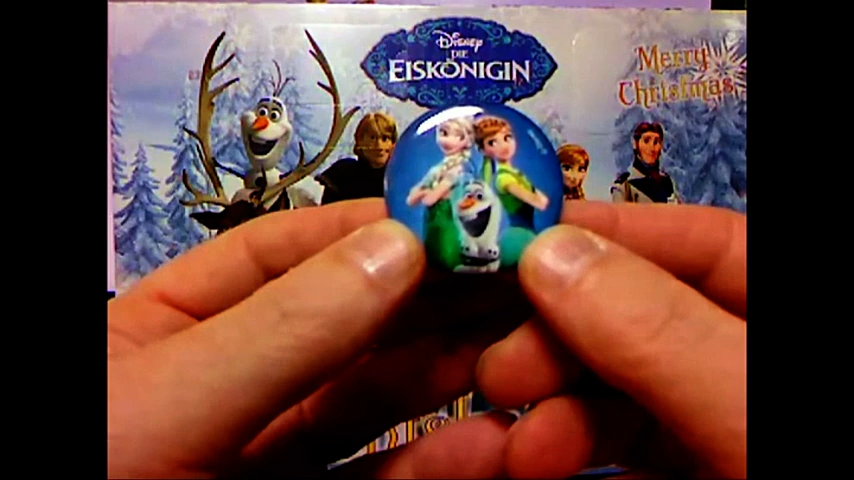 Disney
DIE
EISKÖNIGIN
Merry
Christmas